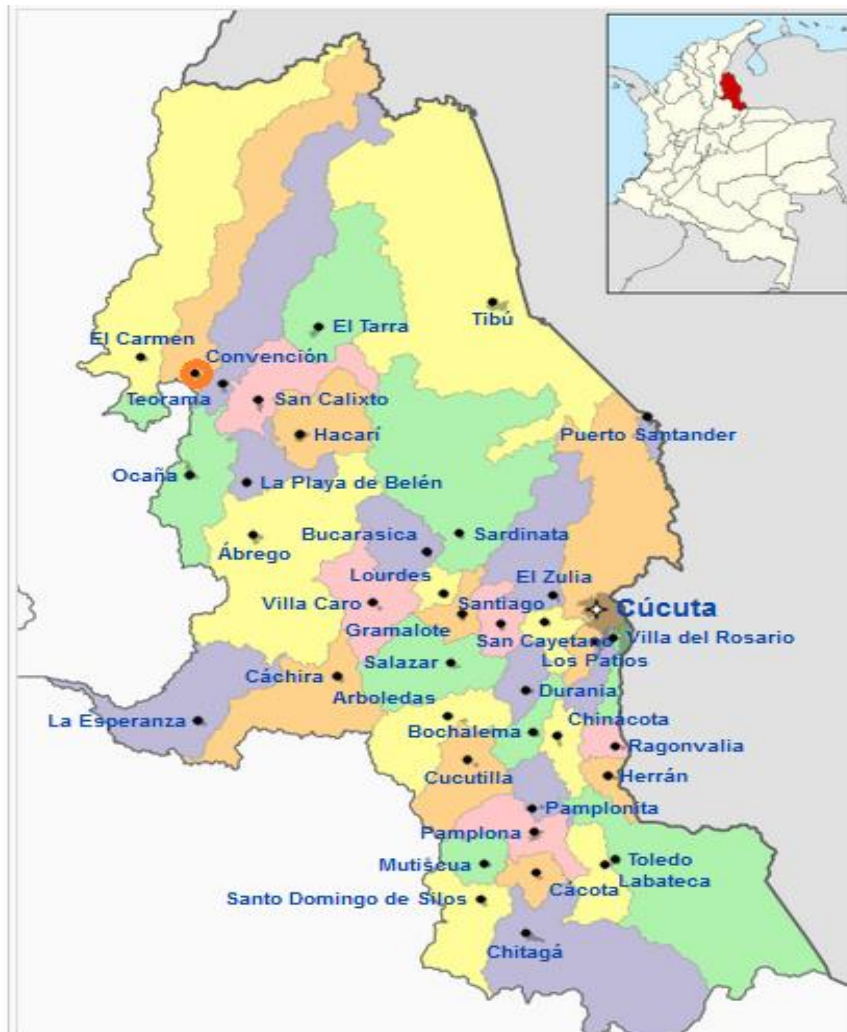 Tibú
El Tarra
El Carmen
Convención
Teorama
San Calixto
Hacarí
Puerto Santander
Ocaña
La Playa de Belén
Ábrego
Bucarasica
Sardinata
Lourdes
El Zulia
Villa Caro
Santiago
Cúcuta
Gramalote
San Cayetano
Villa del Rosario
Salazar
Los Patios
Cáchira
Arboledas
Durania
La Esperanza
Bochalema
Chinacota
Ragonvalia
Cucutilla
Herrán
Pamplonita
Pamplona
Mutiscua
Toledo
Labateca
Cácota
Santo Domingo de Silos
Chitagá